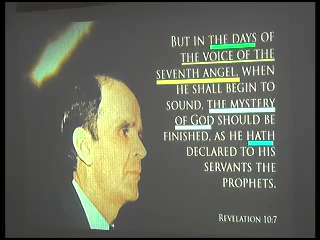 But in the days of
the voice of the
seventh angel, when
he shall begin to
sound, the mystery
of God should be
finished, as he hath
declared to his
servants the
prophets.
Revelation 10:7